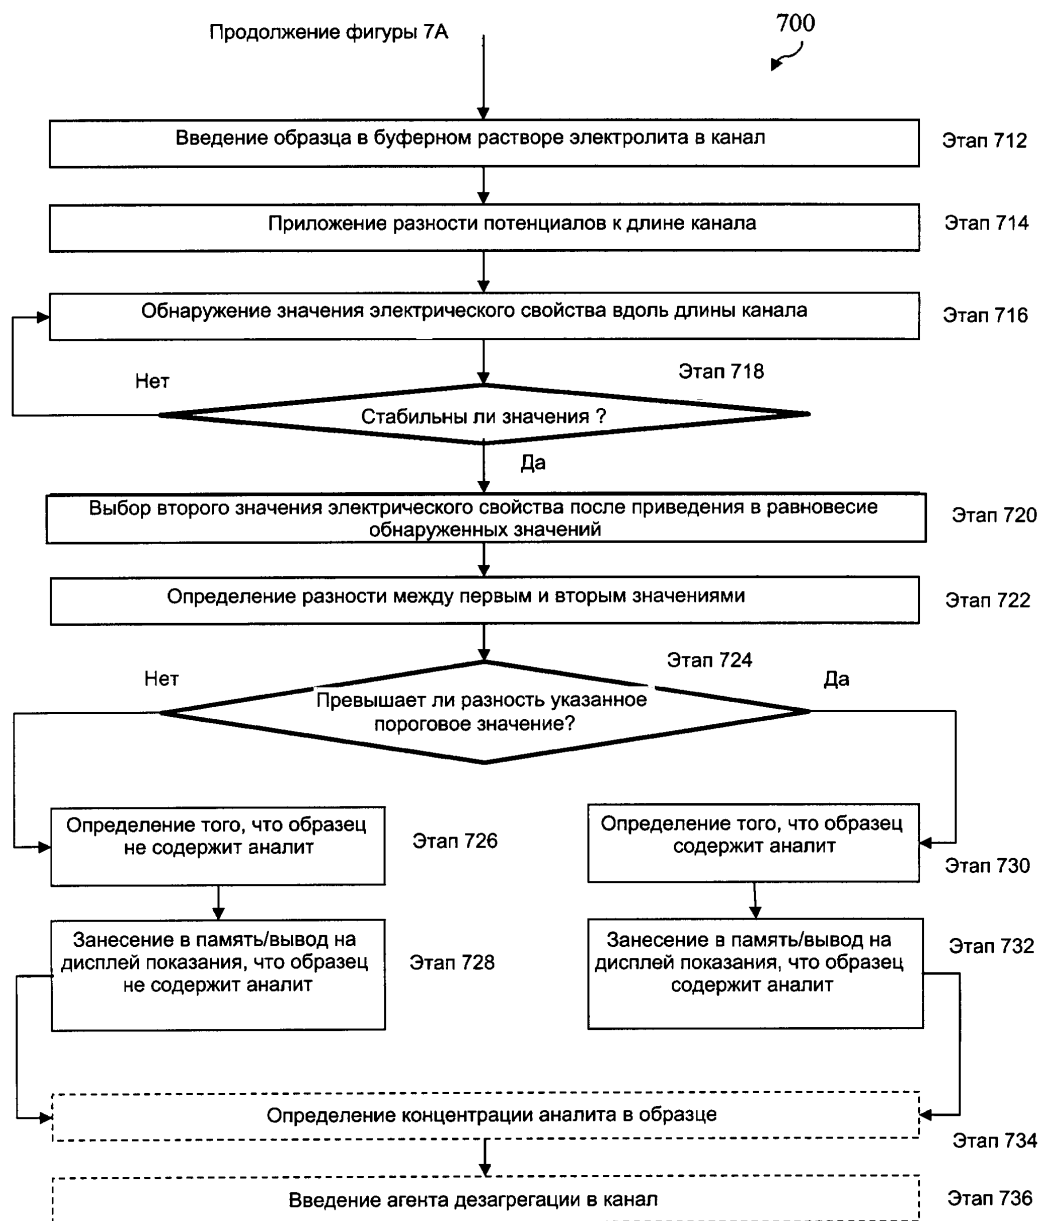 700
Продолжение фигуры 7А
Введение образца в буферном растворе электролита в канал
Этап 712
Приложение разности потенциалов к длине канала
Этап 714
Обнаружение значения электрического свойства вдоль длины канала
Этап 716
Этап 718
Нет
Стабильны ли значения ?
Да
Выбор второго значения электрического свойства после приведения в равновесие
обнаруженных значений
Этап 720
Определение разности между первым и вторым значениями
Этап 722
Этап 724
Нет
Да
Превышает ли разность указанное
пороговое значение?
Определение того, что образец
не содержит аналит
Этап 726
Определение того, что образец
содержит аналит
Этап 730
Занесение в память/вывод на
дисплей показания, что образец
не содержит аналит
Этап 728
Занесение в память/вывод на
дисплей показания, что образец
содержит аналит
Этап 732
Определение концентрации аналита в образце
Этап 734
Введение агента дезагрегации в канал
Этап 736